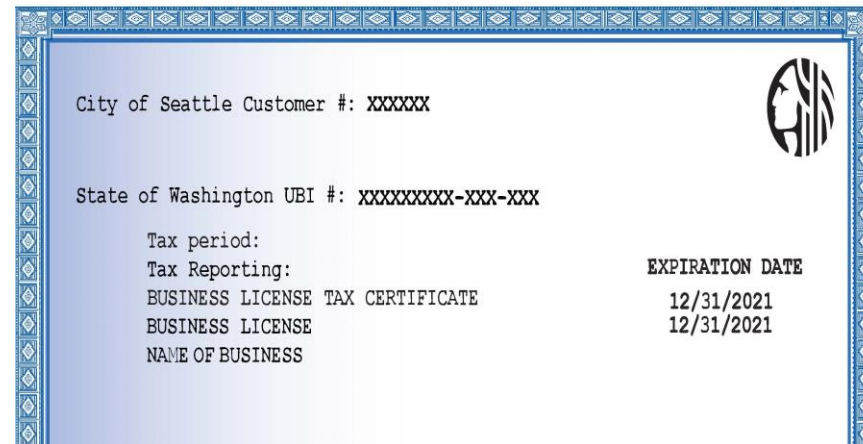 City of Seattle Customer #: XXXXXX
State of Washington UBI #: XXXXXXXXX-XXX-XXX
Tax period:
Tax Reporting:
EXPIRATION DATE
BUSINESS LICENSE TAX CERTIFICATE 12/31/2021
BUSINESS LICENSE 12/31/2021
NAME OF BUSINESS